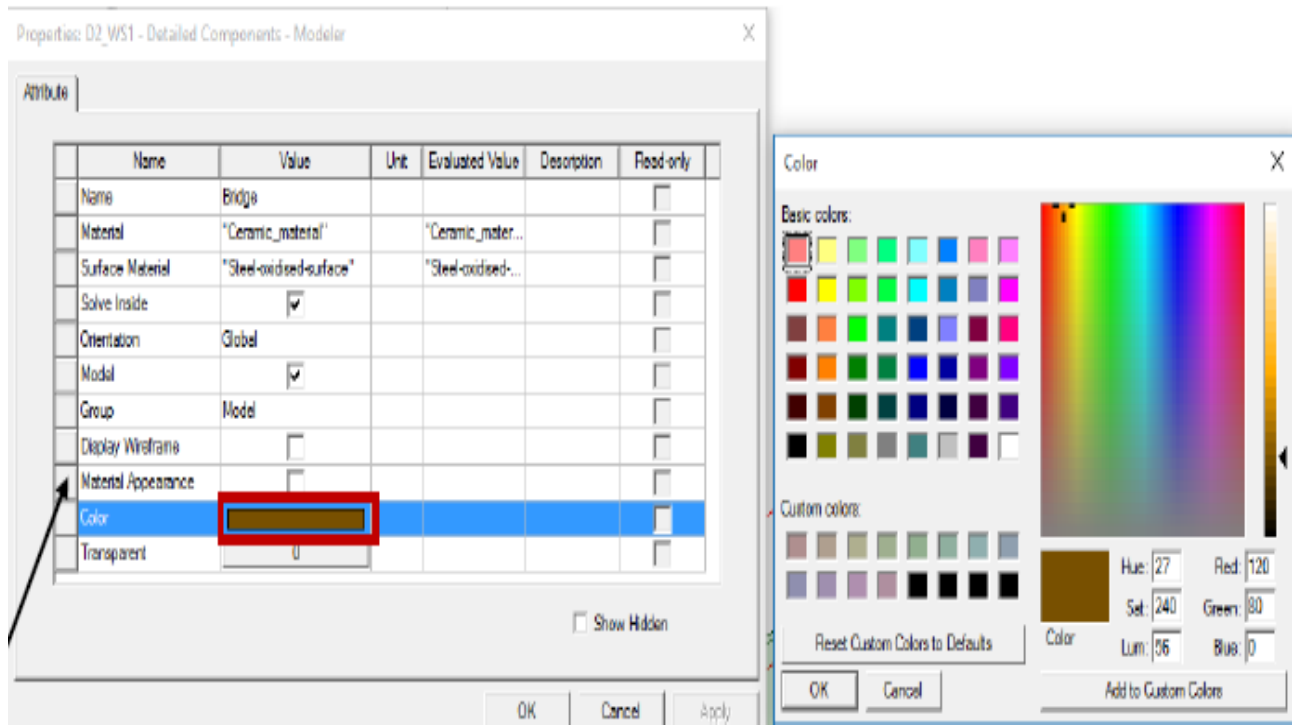 Properties: D2_WS1 - Detailed Components - Modeler
Attribute
Name Value Unit Evaluated Value Description Read-only
Name Bridge
Material "Ceramic_material" "Ceramic_mater...
Surface Material "Steel-oxidised-surface" "Steel-oxidised-...
Solve Inside
Orientation Global
Model
Group Model
Display Wireframe
Material Appearance
Color
Transparent 0
Show Hidden
OK Cancel Apply
Color
Basic colors:
Custom colors:
Hue: 27 Red: 120
Sat: 240 Green: 80
Color Lum: 56 Blue: 0
Reset Custom Colors to Defaults
OK Cancel Add to Custom Colors